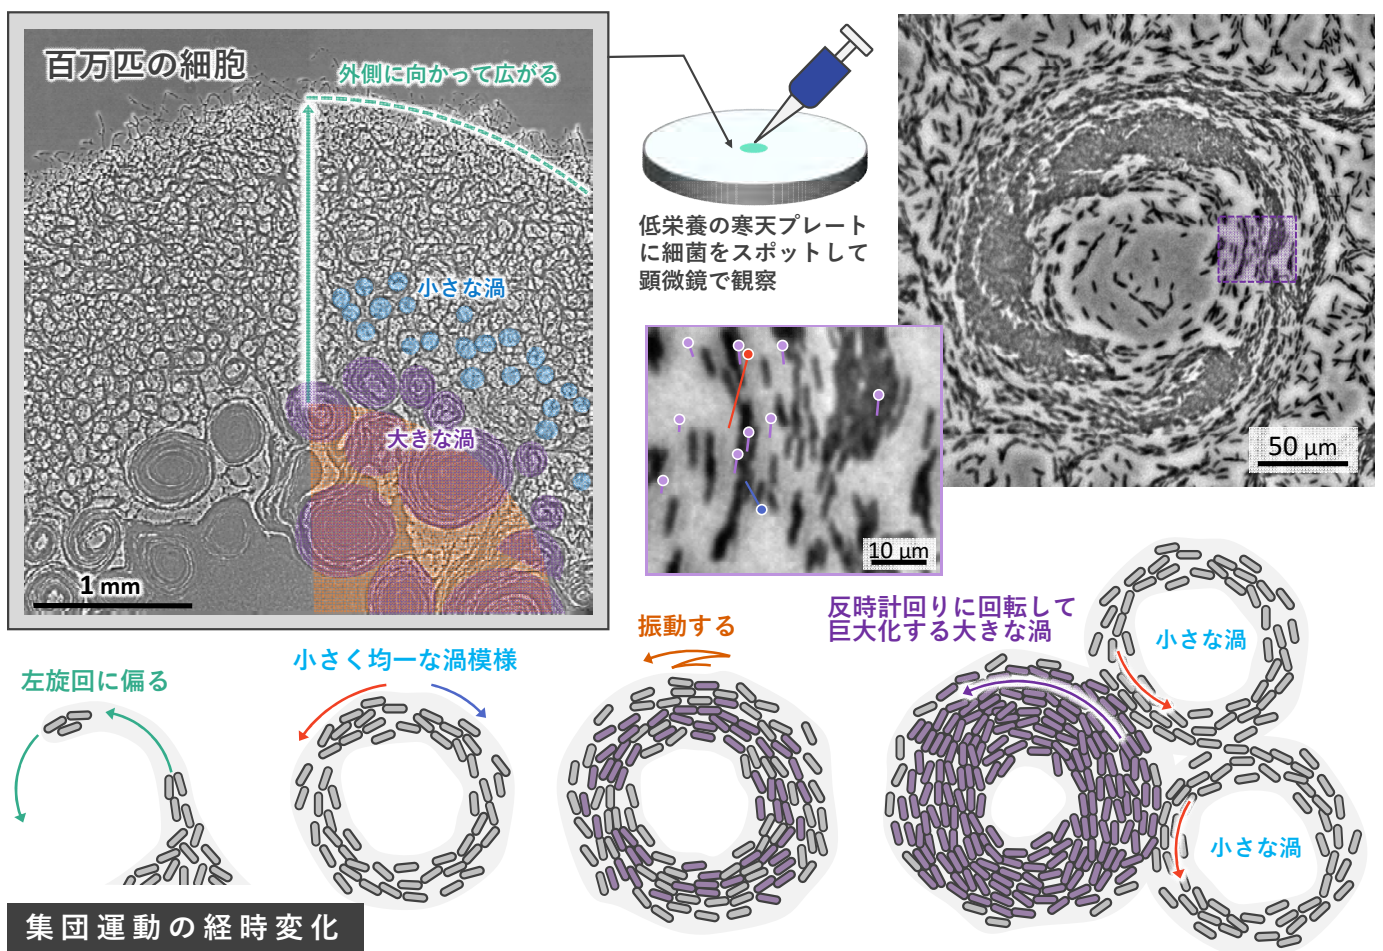 百万匹の細胞
外側に向かって広がる
小さな渦
大きな渦
1 mm
低栄養の寒天プレート
に細菌をスポットして
顕微鏡で観察
50 µm
10 µm
左旋回に偏る
小さく均一な渦模様
振動する
反時計回りに回転して
巨大化する大きな渦
小さな渦
小さな渦
集団運動の経時変化